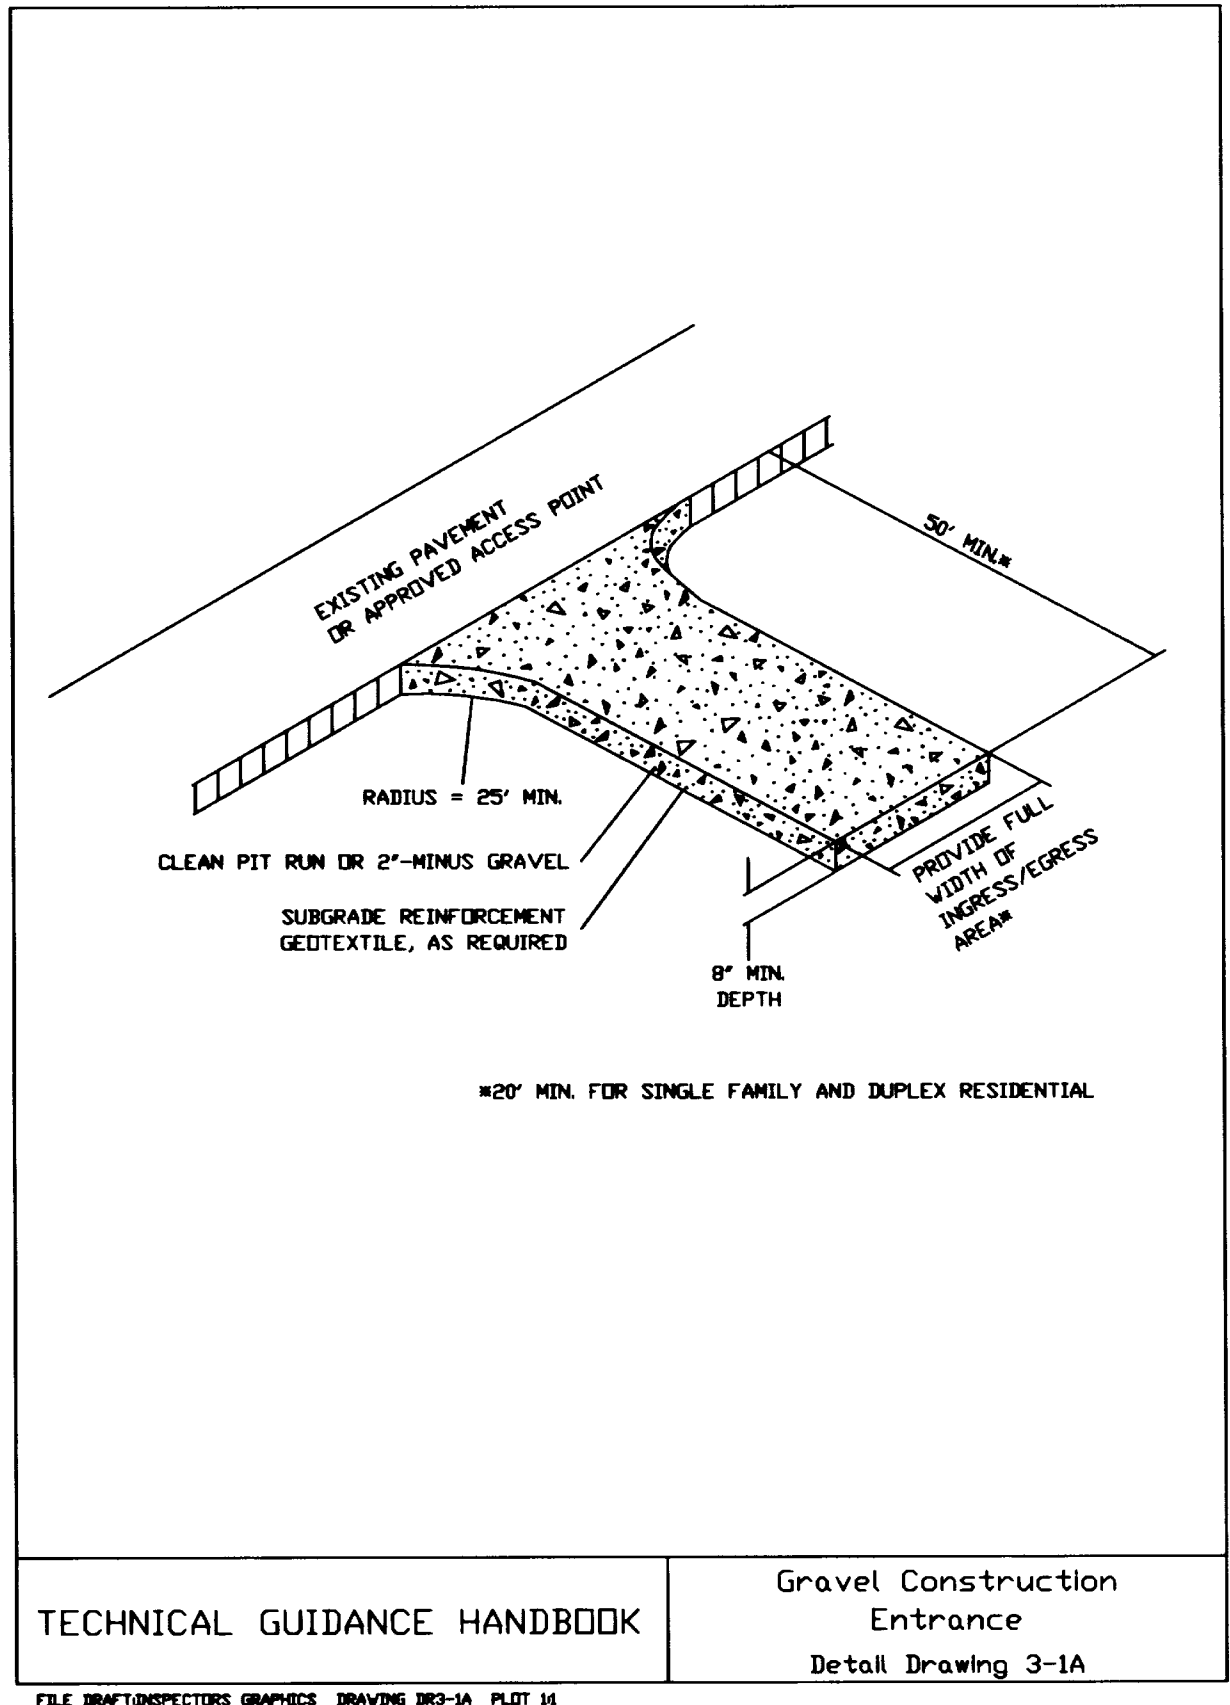 EXISTING PAVEMENT
OR APPROVED ACCESS POINT
50' MIN.*
RADIUS = 25' MIN.
CLEAN PIT RUN OR 2"-MINUS GRAVEL
SUBGRADE REINFORCEMENT
GEOTEXTILE, AS REQUIRED
PROVIDE FULL
WIDTH OF
INGRESS/EGRESS
AREA*
8" MIN.
DEPTH
*20' MIN. FOR SINGLE FAMILY AND DUPLEX RESIDENTIAL
TECHNICAL GUIDANCE HANDBOOK
Gravel Construction
Entrance
Detail Drawing 3-1A
FILE DRAFT:INSPECTORS GRAPHICS DRAWING DR3-1A PLOT 1:1